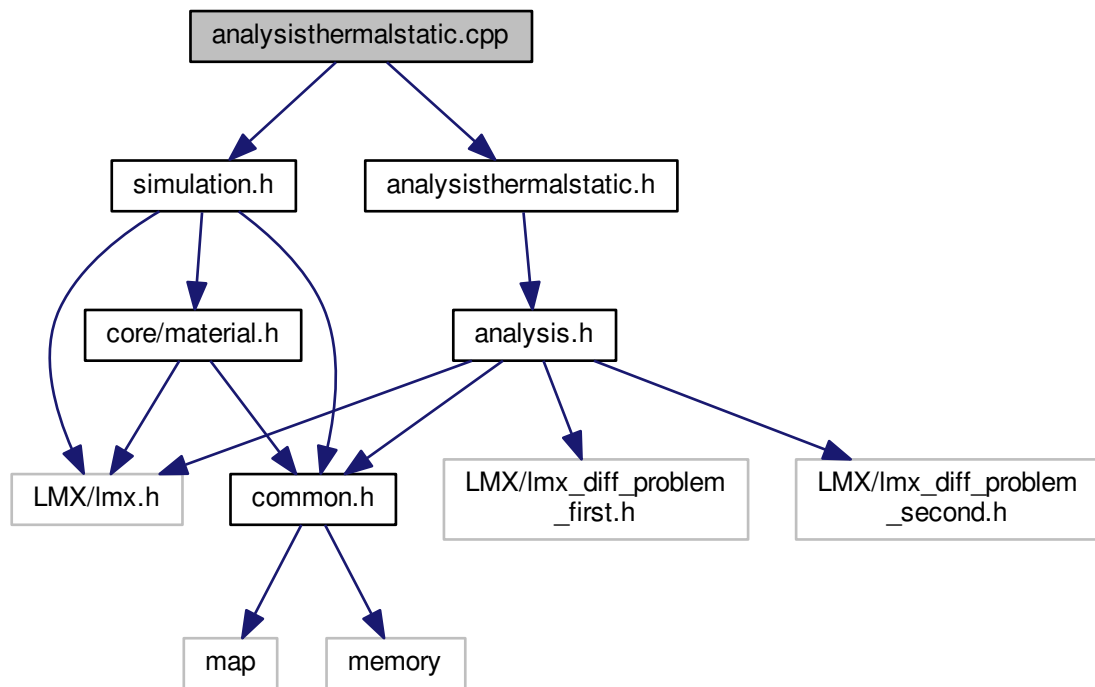 analysisthermalstatic.cpp
simulation.h
analysisthermalstatic.h
core/material.h
analysis.h
LMX/lmx.h
common.h
LMX/lmx_diff_problem
_first.h
LMX/lmx_diff_problem
_second.h
map
memory